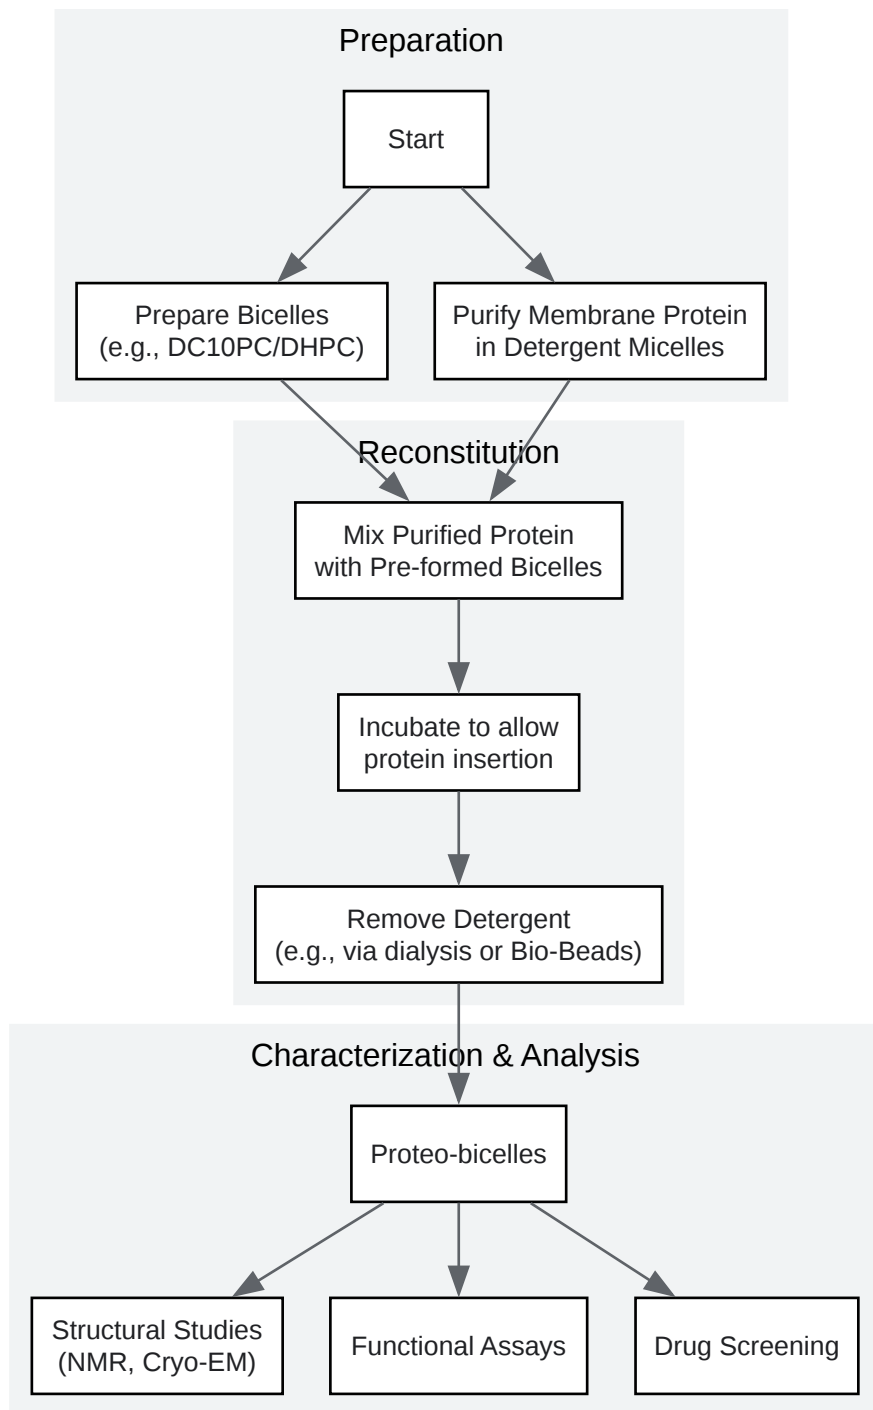 Preparation
Start
Prepare Bicelles
(e.g., DC10PC/DHPC)
Purify Membrane Protein
in Detergent Micelles
Reconstitution
Mix Purified Protein
with Pre-formed Bicelles
Incubate to allow
protein insertion
Remove Detergent
(e.g., via dialysis or Bio-Beads)
Characterization & Analysis
Proteo-bicelles
Structural Studies
(NMR, Cryo-EM)
Functional Assays
Drug Screening